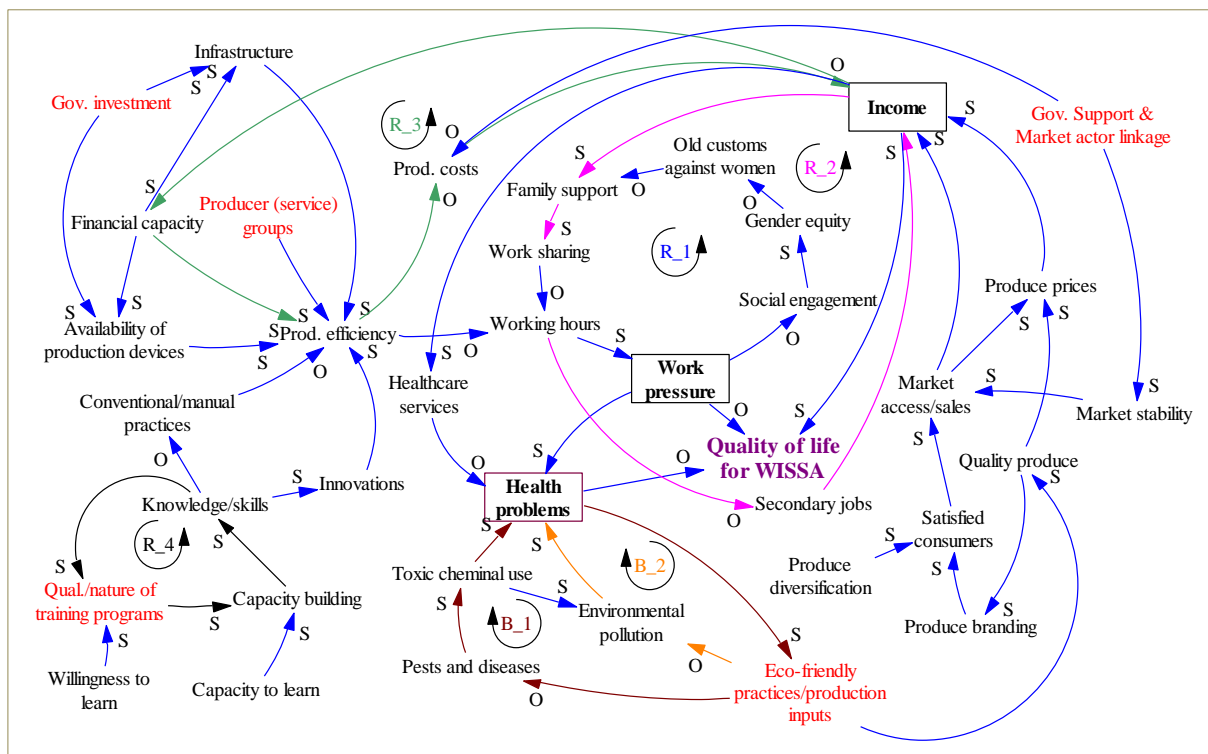 Infrastructure
S
S
Gov. investment
S
S
O
Income
S
S
S
Gov. Support &
Market actor linkage
R_3
O
Prod. costs
O
S
Family support
Old customs
against women
O
R_2
O
Gender equity
S
Financial capacity
Producer (service)
groups
S
Work sharing
R_1
S
Social engagement
O
Produce prices
S
S
S
S
Availability of
production devices
S
S
S
S
S
S
Prod. efficiency
O
O
Working hours
S
Work
pressure
O
S
Healthcare
services
Market
access/sales
S
S
Market stability
O
Conventional/manual
practices
O
S
S
S
Quality of life
for WISSA
O
Quality produce
S
O
Knowledge/skills
S
Innovations
O
Health
problems
Secondary jobs
O
S
R_4
S
S
S
Satisfied
consumers
S
S
Produce
diversification
Qual./nature of
training programs
S
Capacity building
Toxic cheminal use
S
B_2
Environmental
pollution
S
B_1
S
S
Produce branding
S
S
S
Willingness to
learn
Capacity to learn
Pests and diseases
O
O
S
Eco-friendly
practices/production
inputs